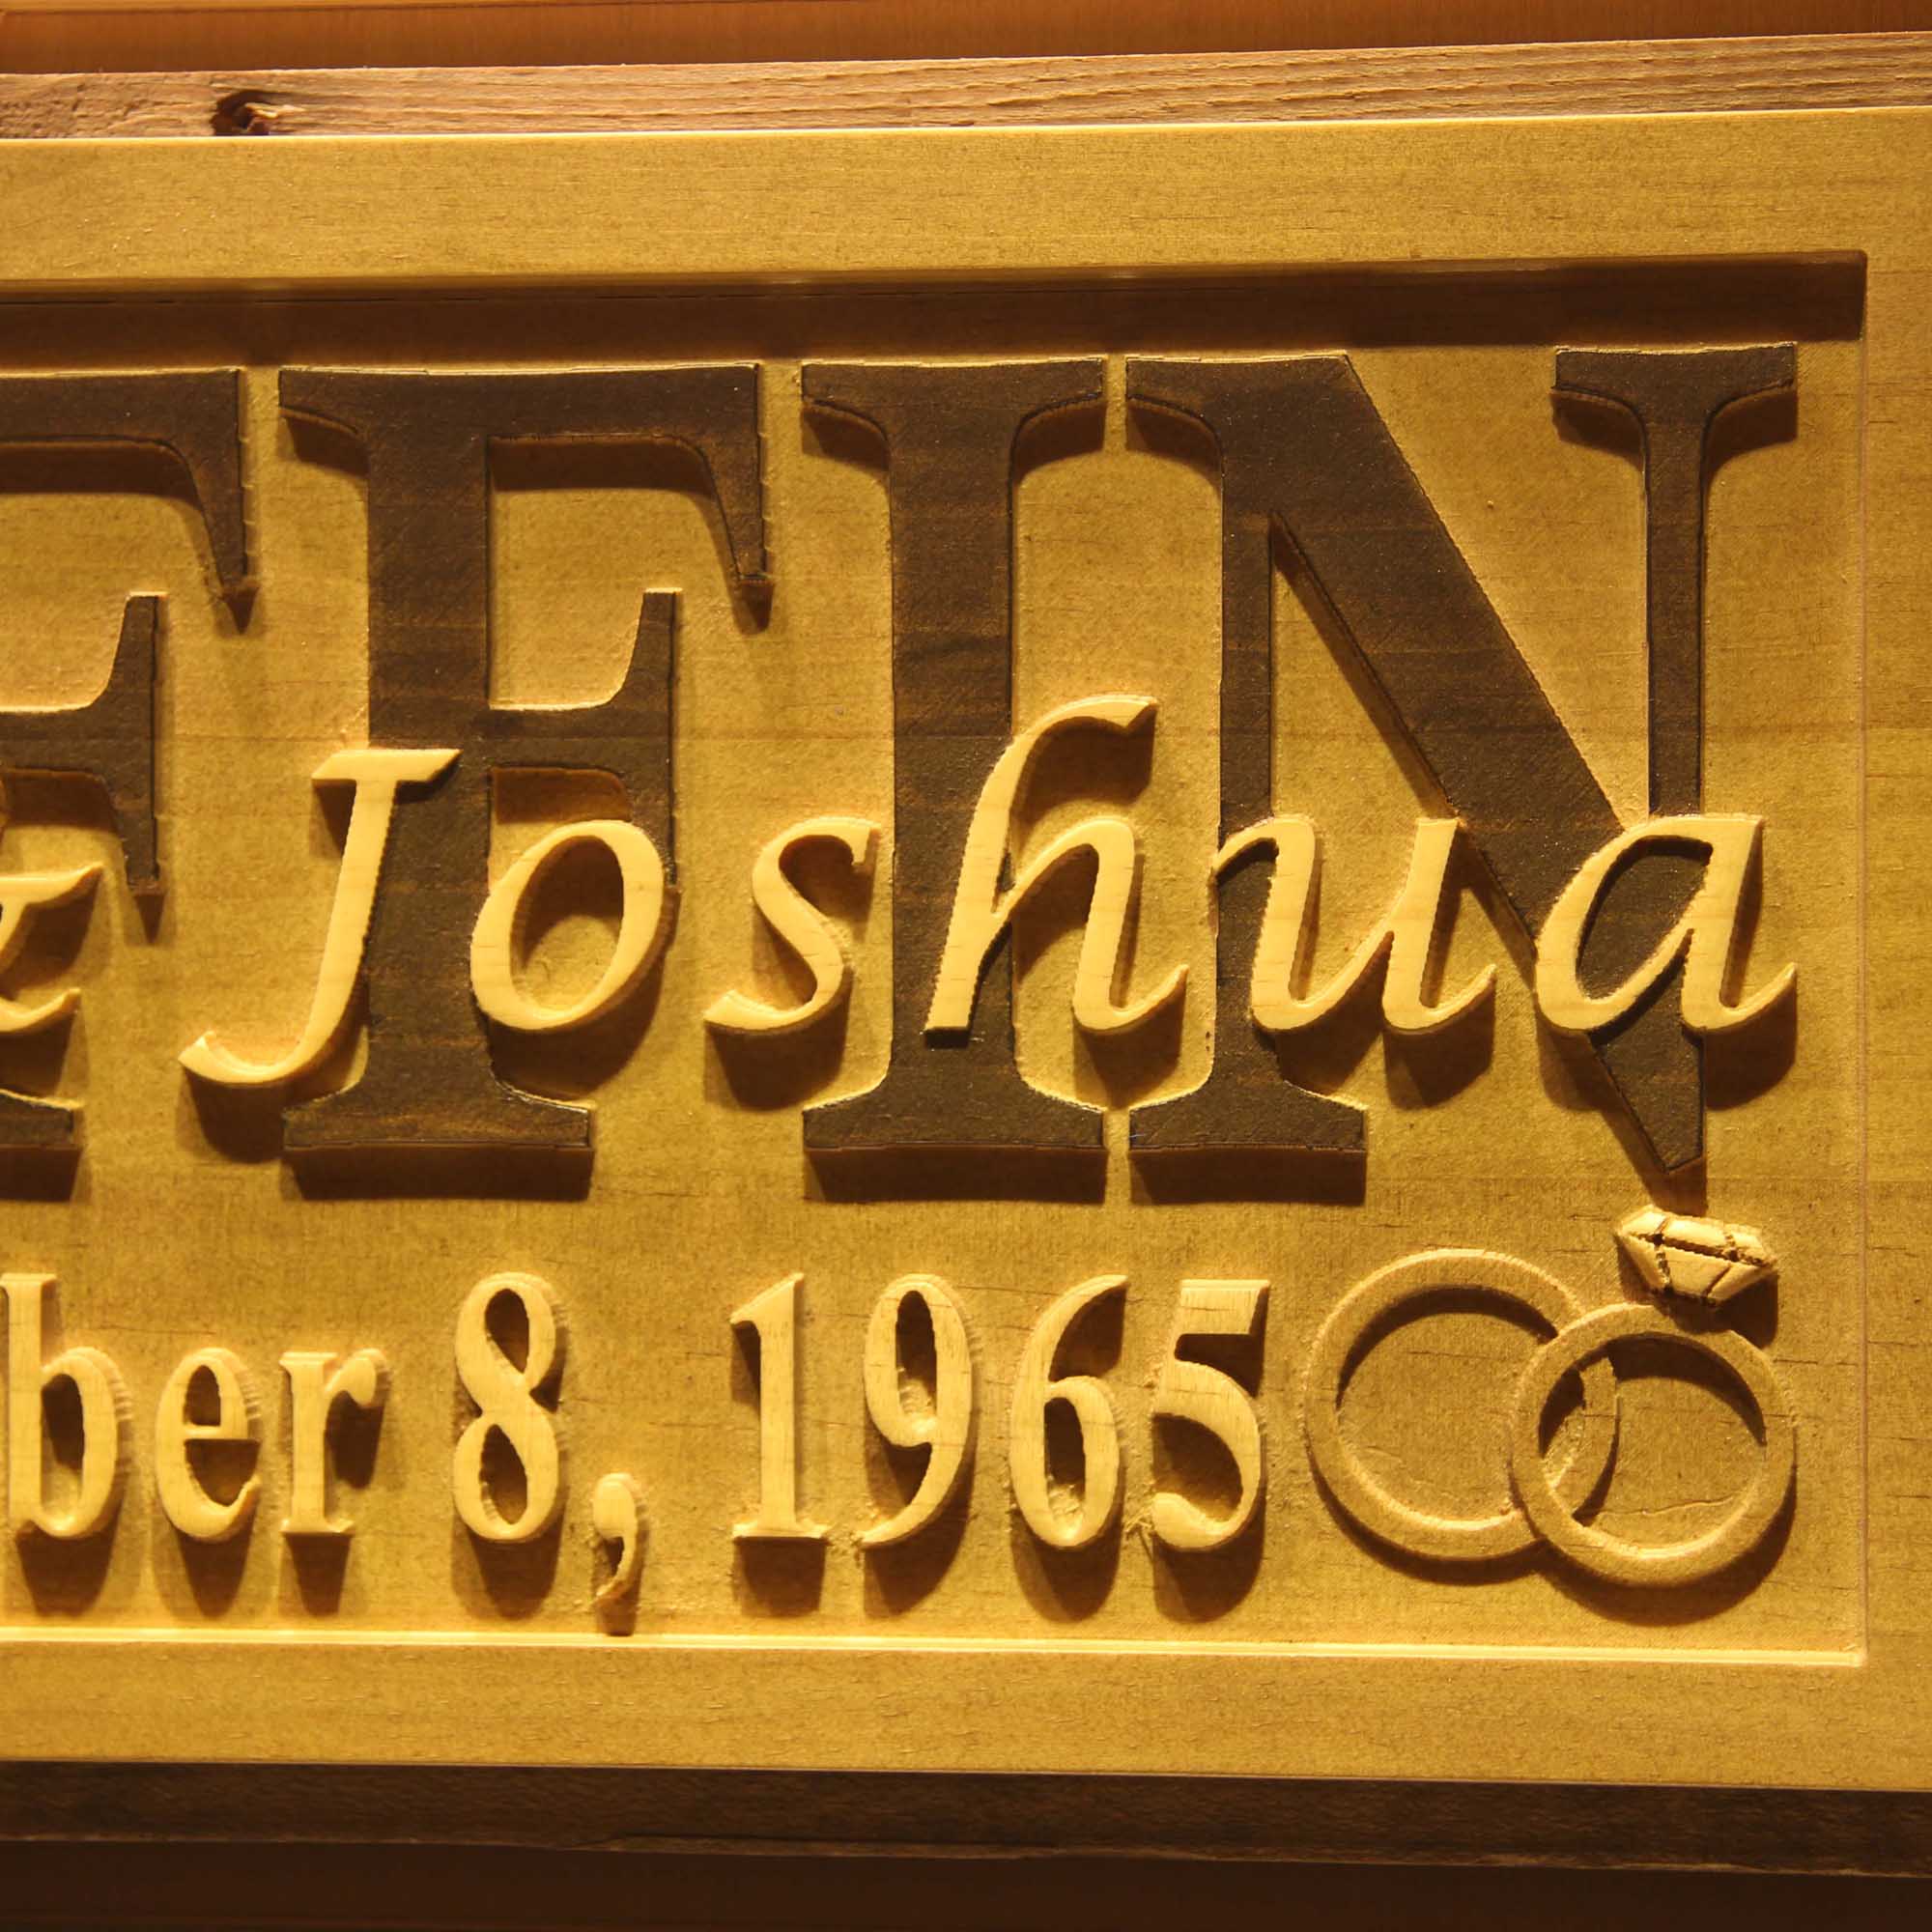 FFIN
& Joshua
ber 8, 1965